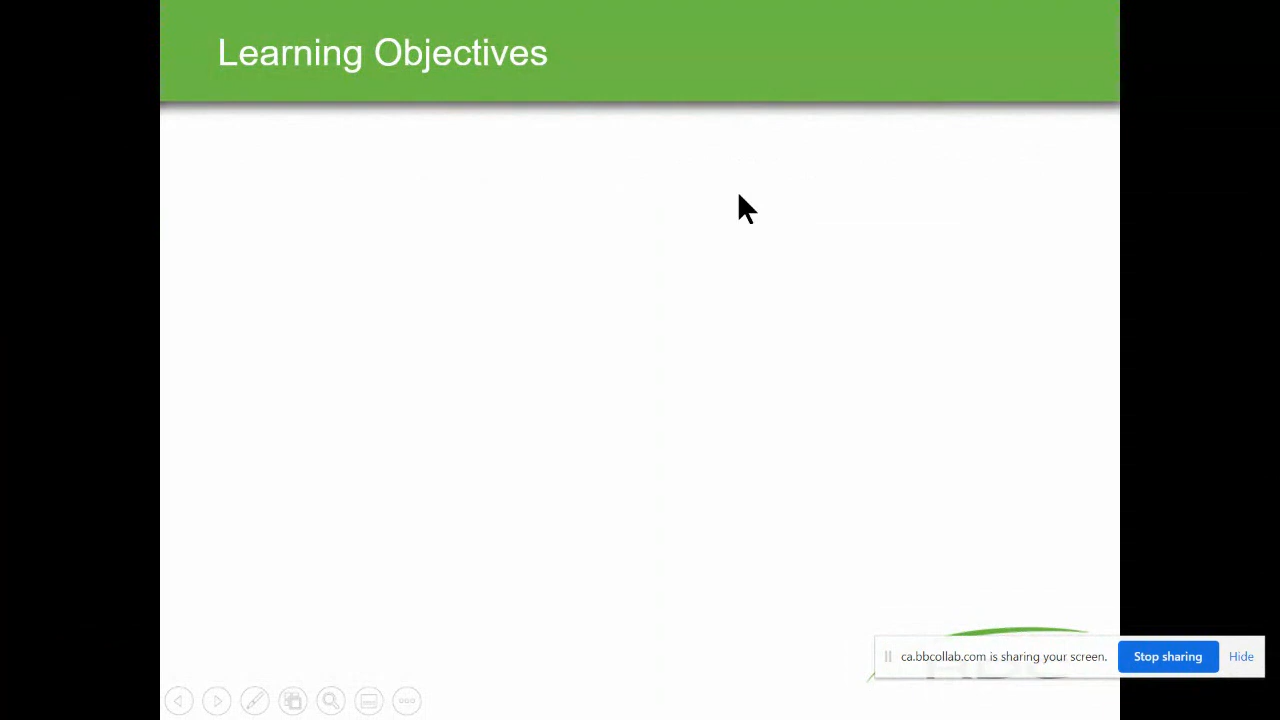 Learning Objectives
ca.bbcollab.com is sharing your screen.
Stop sharing
Hide